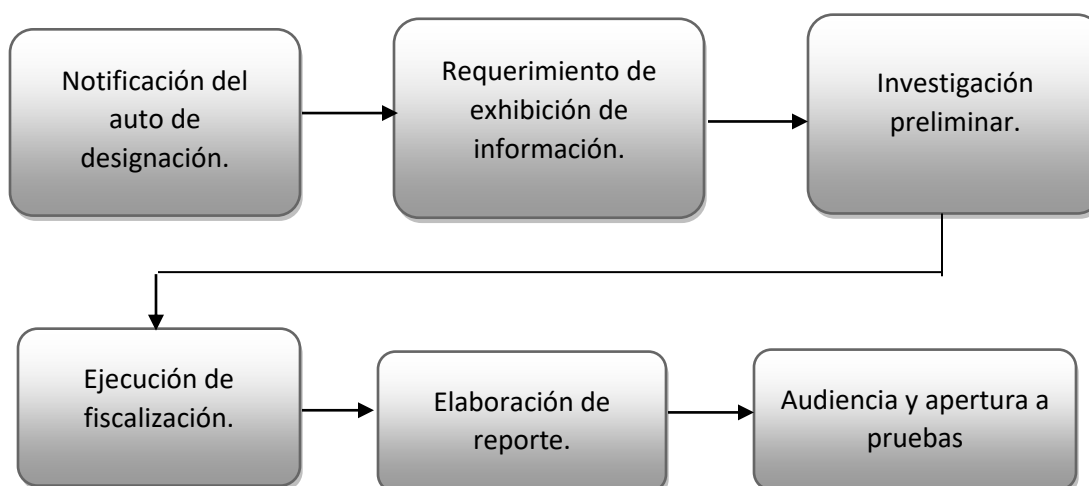 Notificación del
auto de
designación.
Requerimiento de
exhibición de
información.
Investigación
preliminar.
Ejecución de
fiscalización.
Elaboración de
reporte.
Audiencia y apertura a
pruebas